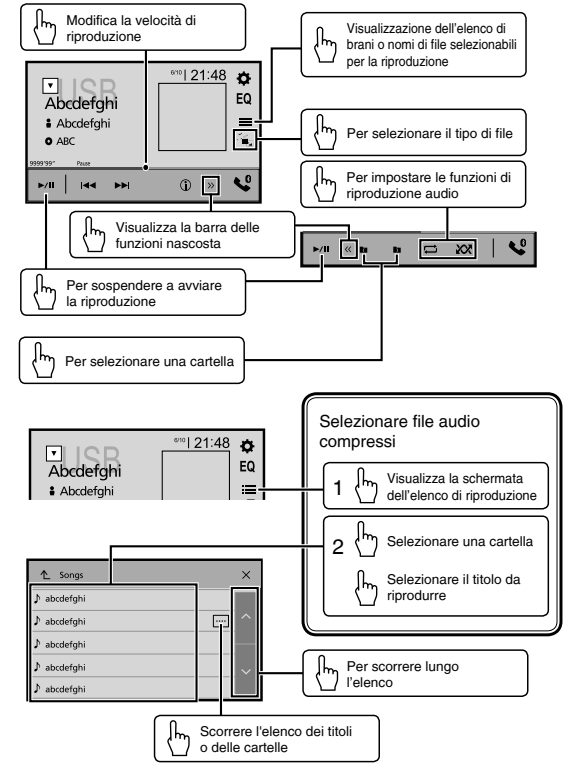 Modifica la velocità di
riproduzione
Visualizzazione dell'elenco di
brani o nomi di file selezionabili
per la riproduzione
USB
6/10 | 21:48
EQ
Abcdefghi
Abcdefghi
ABC
9999'99"
Pause
Per selezionare il tipo di file
Per impostare le funzioni di
riproduzione audio
Visualizza la barra delle
funzioni nascosta
Per sospendere a avviare
la riproduzione
Per selezionare una cartella
USB
6/10 | 21:48
EQ
Abcdefghi
Abcdefghi
Selezionare file audio
compressi
1 Visualizza la schermata
dell'elenco di riproduzione
2 Selezionare una cartella
Selezionare il titolo da
riprodurre
Songs
abcdefghi
abcdefghi
abcdefghi
abcdefghi
abcdefghi
Per scorrere lungo
l'elenco
Scorrere l'elenco dei titoli
o delle cartelle